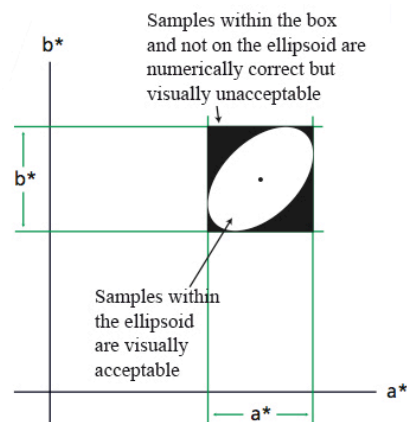 Samples within the box
b*
and not on the ellipsoid are
numerically correct but
visually unacceptable
b*
Samples within
the ellipsoid
are visually
acceptable
a*
a*